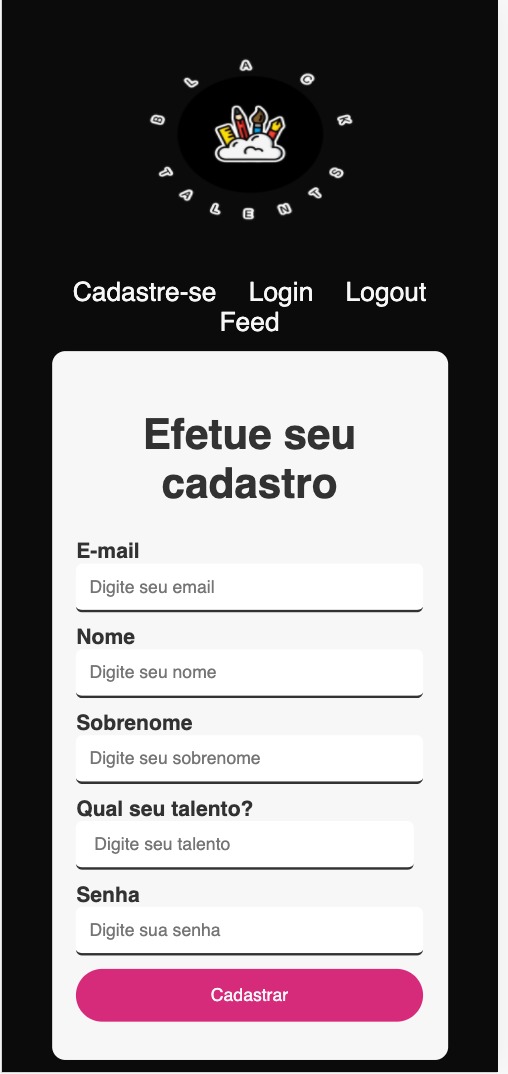 BLACK
TALENTS
Cadastre-se Login Logout
Feed
Efetue seu
cadastro
E-mail
Digite seu email
Nome
Digite seu nome
Sobrenome
Digite seu sobrenome
Qual seu talento?
Digite seu talento
Senha
Digite sua senha
Cadastrar